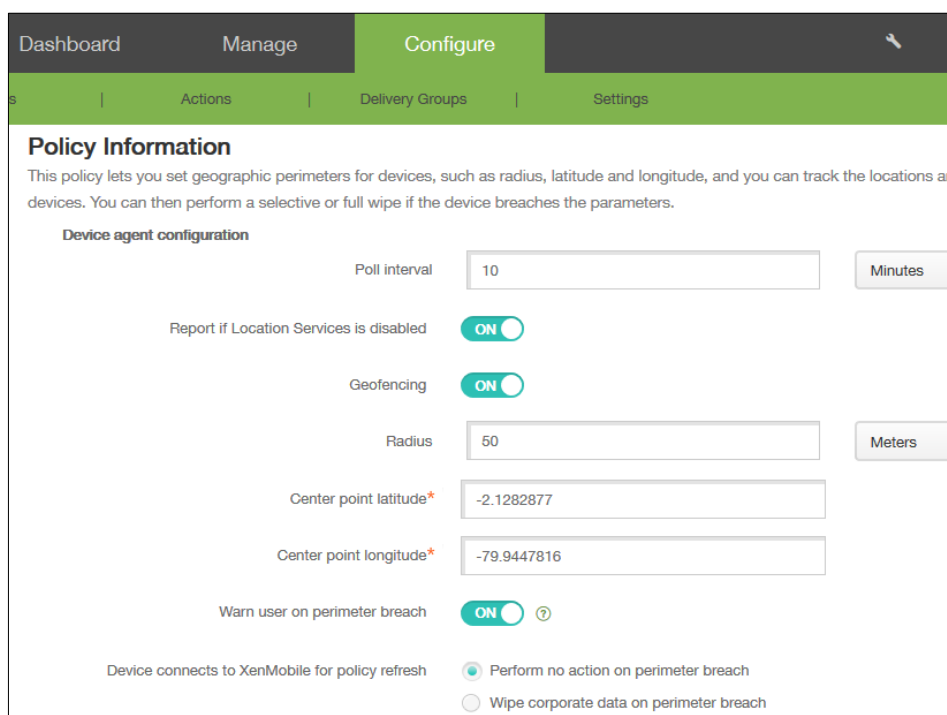 Dashboard Manage Configure
s | Actions | Delivery Groups | Settings
Policy Information
This policy lets you set geographic perimeters for devices, such as radius, latitude and longitude, and you can track the locations a
devices. You can then perform a selective or full wipe if the device breaches the parameters.
Device agent configuration
Poll interval 10 Minutes
Report if Location Services is disabled ON
Geofencing ON
Radius 50 Meters
Center point latitude* -2.1282877
Center point longitude* -79.9447816
Warn user on perimeter breach ON ?
Device connects to XenMobile for policy refresh Perform no action on perimeter breach
Wipe corporate data on perimeter breach